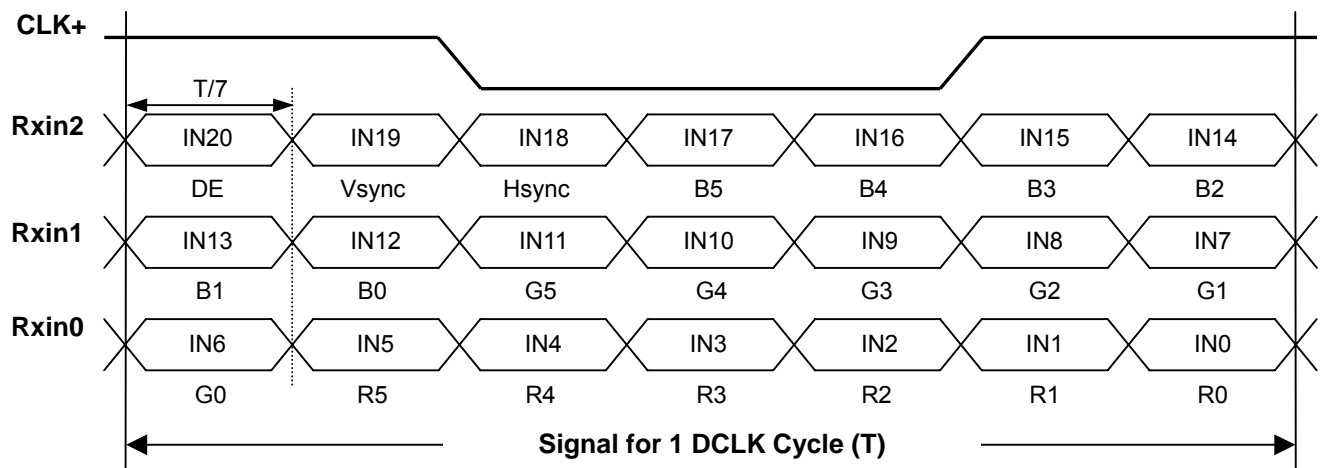 CLK+
T/7
Rxin2 IN20 IN19 IN18 IN17 IN16 IN15 IN14
DE Vsync Hsync B5 B4 B3 B2
Rxin1 IN13 IN12 IN11 IN10 IN9 IN8 IN7
B1 B0 G5 G4 G3 G2 G1
Rxin0 IN6 IN5 IN4 IN3 IN2 IN1 IN0
G0 R5 R4 R3 R2 R1 R0
Signal for 1 DCLK Cycle (T)